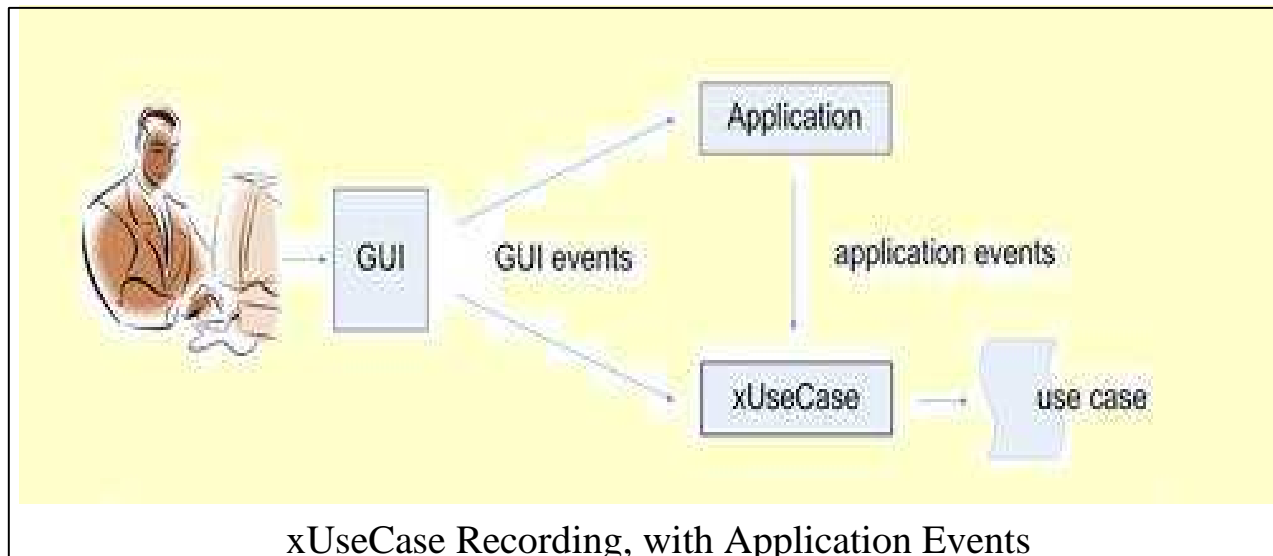 Application
GUI
GUI events
application events
xUseCase
use case
xUseCase Recording, with Application Events